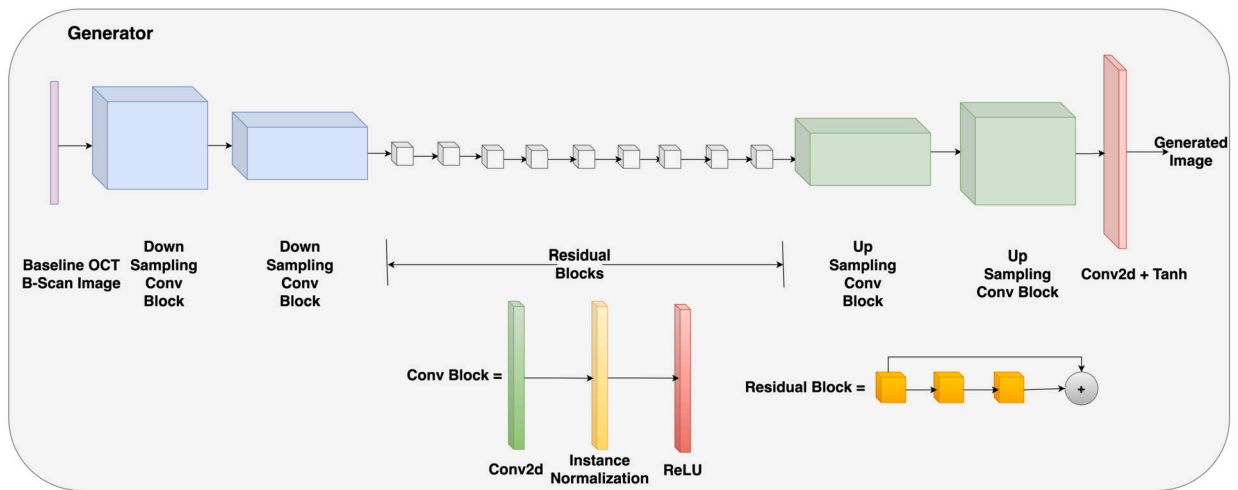 Generator
Generated
Image
Baseline OCT
B-Scan Image
Down
Sampling
Conv
Block
Down
Sampling
Conv
Block
Residual
Blocks
Up
Sampling
Conv
Block
Up
Sampling
Conv Block
Conv2d + Tanh
Conv Block =
Conv2d
Instance
Normalization
ReLU
Residual Block =
+